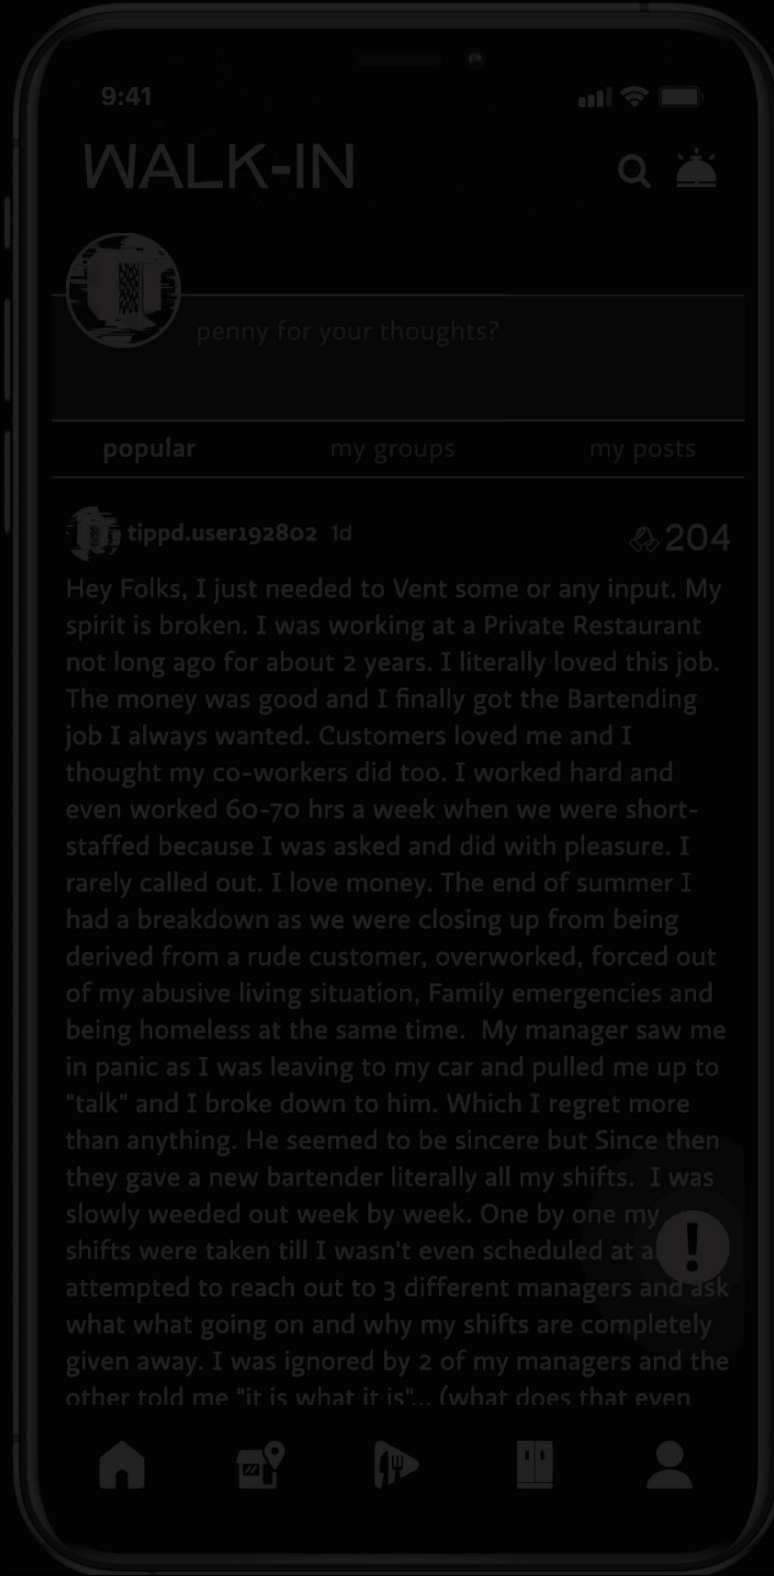 9:41
WALK-IN
penny for your thoughts?
popular my groups my posts
tippd.user192802 1d 204
Hey Folks, I just needed to Vent some or any input. My
spirit is broken. I was working at a Private Restaurant
not long ago for about 2 years. I literally loved this job.
The money was good and I finally got the Bartending
job I always wanted. Customers loved me and I
thought my co-workers did too. I worked hard and
even worked 60-70 hrs a week when we were short-
staffed because I was asked and did with pleasure. I
rarely called out. I love money. The end of summer I
had a breakdown as we were closing up from being
derived from a rude customer, overworked, forced out
of my abusive living situation, Family emergencies and
being homeless at the same time. My manager saw me
in panic as I was leaving to my car and pulled me up to
"talk" and I broke down to him. Which I regret more
than anything. He seemed to be sincere but Since then
they gave a new bartender literally all my shifts. I was
slowly weeded out week by week. One by one my
shifts were taken till I wasn't even scheduled at
attempted to reach out to 3 different managers and ask
what what going on and why my shifts are completely
given away. I was ignored by 2 of my managers and the
other told me "it is what it is"... (what does that even